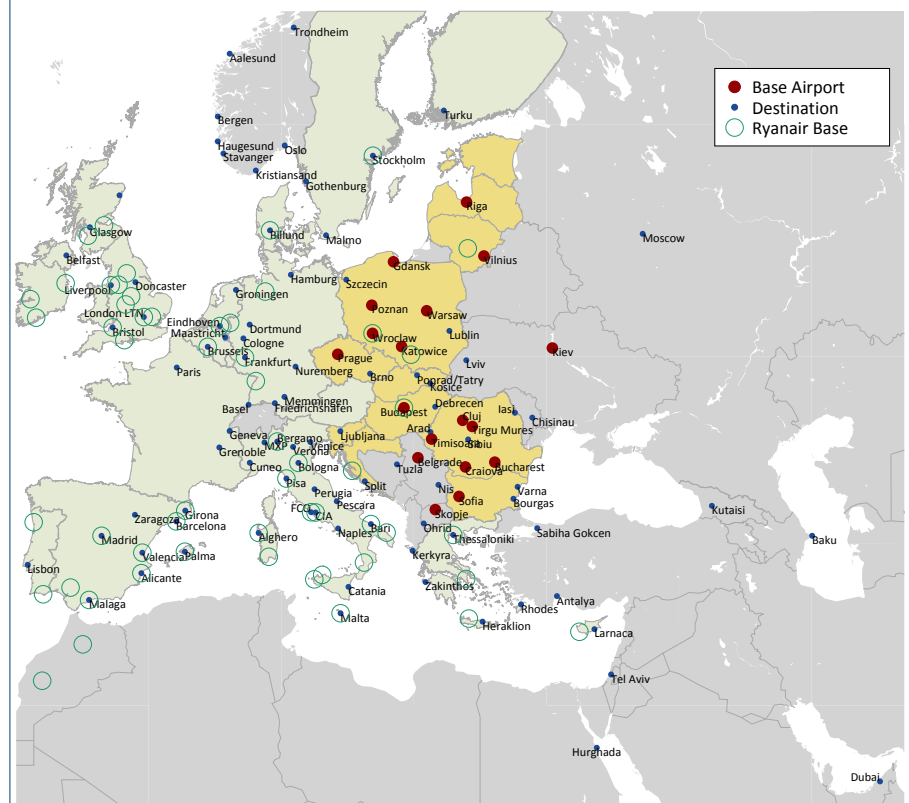 Trondheim
Aalesund
Base Airport
Destination
Ryanair Base
Turku
Bergen
Haugesund
Stavanger
Oslo
Stockholm
Kristiansand
Gothenburg
Riga
Glasgow
Billund
Malmo
Moscow
Belfast
Vilnius
Gdansk
Hamburg
Szczecin
Liverpool
Doncaster
Groningen
Poznan
Warsaw
London LTN
Eindhoven
Dortmund
Bristol
Maastricht
Cologne
Wroclaw
Lublin
Brussels
Katowice
Kiev
Frankfurt
Prague
Paris
Nuremberg
Brno
Poprad/Tatry
Lviv
Kosice
Memmingen
Basel
Friedrichshafen
Budapest
Debrecen
Iasi
Cluj
Chisinau
Geneva
Bergamo
Ljubljana
Arad
Tirgu Mures
Grenoble
MXP
Verona
Venice
Timisoara
Sibiu
Cuneo
Bologna
Tuzla
Belgrade
Craiova
Bucharest
Pisa
Split
Perugia
Nis
Varna
Zaragoza
Girona
Barcelona
FCO
CIA
Pescara
Sofia
Bourgas
Skopje
Kutaisi
Madrid
Alghero
Naples
Bari
Ohrid
Thessaloniki
Sabiha Gokcen
Baku
Valencia
Palma
Kerkyra
Lisbon
Alicante
Catania
Zakinthos
Malaga
Malta
Rhodes
Antalya
Heraklion
Larnaca
Tel Aviv
Hurghada
Dubai